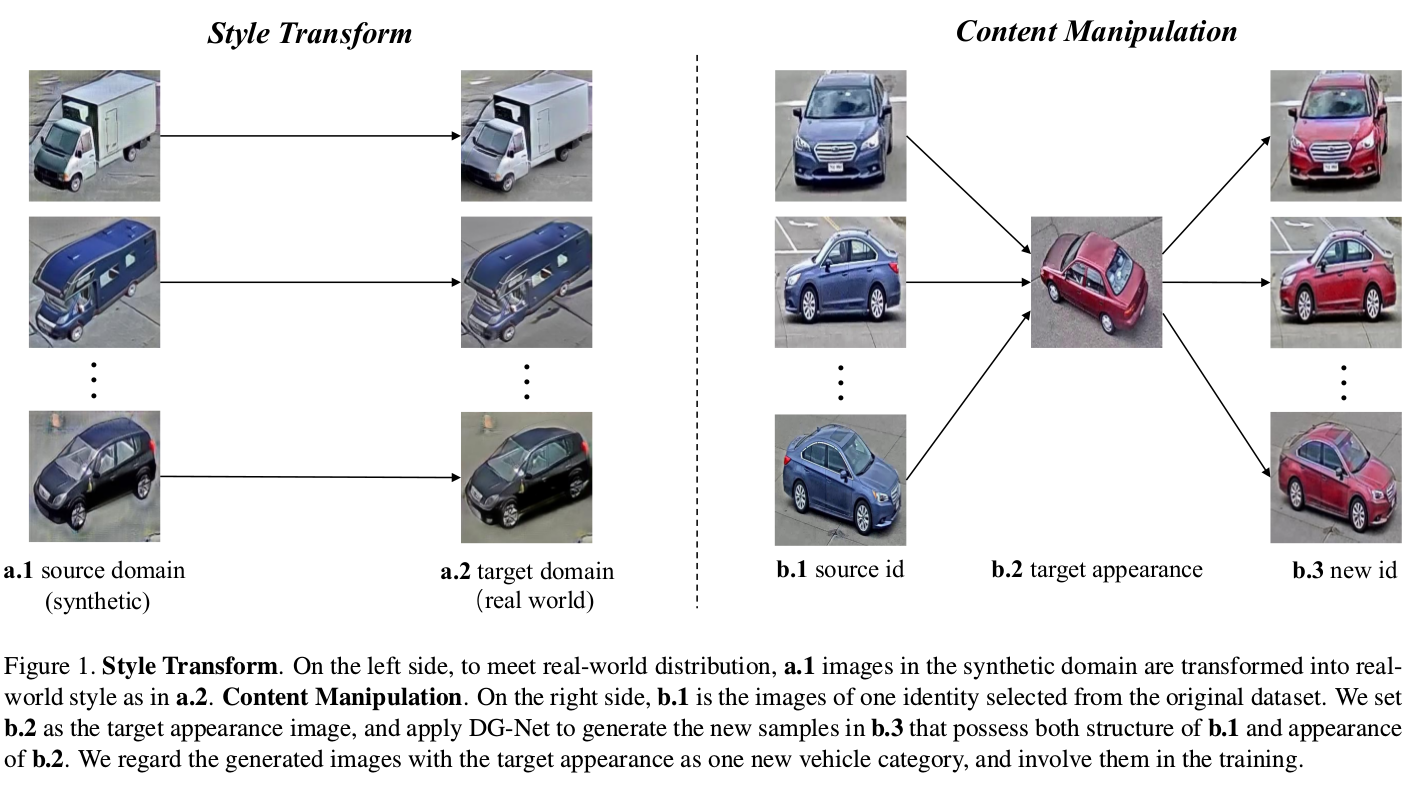 Style Transform
Content Manipulation
a.1 source domain
(synthetic)
a.2 target domain
(real world)
b.1 source id
b.2 target appearance
b.3 new id
Figure 1. Style Transform. On the left side, to meet real-world distribution, a.1 images in the synthetic domain are transformed into real-
world style as in a.2. Content Manipulation. On the right side, b.1 is the images of one identity selected from the original dataset. We set
b.2 as the target appearance image, and apply DG-Net to generate the new samples in b.3 that possess both structure of b.1 and appearance
of b.2. We regard the generated images with the target appearance as one new vehicle category, and involve them in the training.